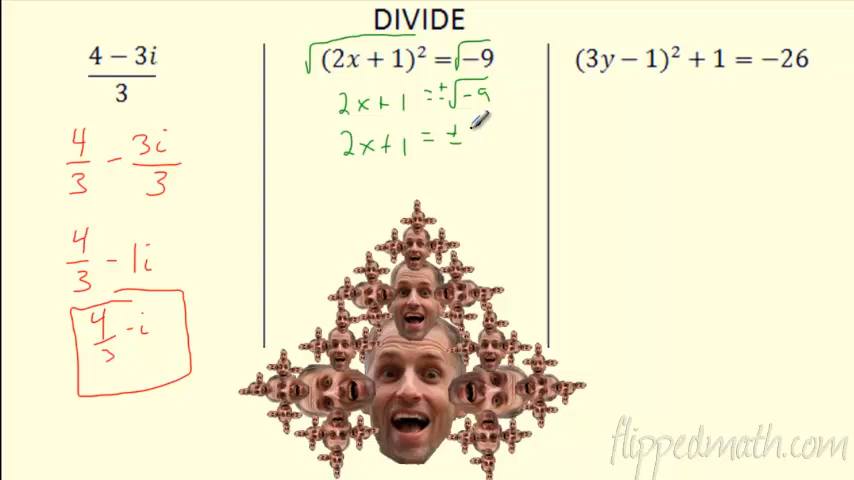 DIVIDE
4 − 3i
3
4/3 − 3i/3
4/3 − 1i
4/3 − i
√(2x + 1)² = √−9
2x + 1 = ±√−9
2x + 1 = ±
(3y − 1)² + 1 = −26
flippedmath.com